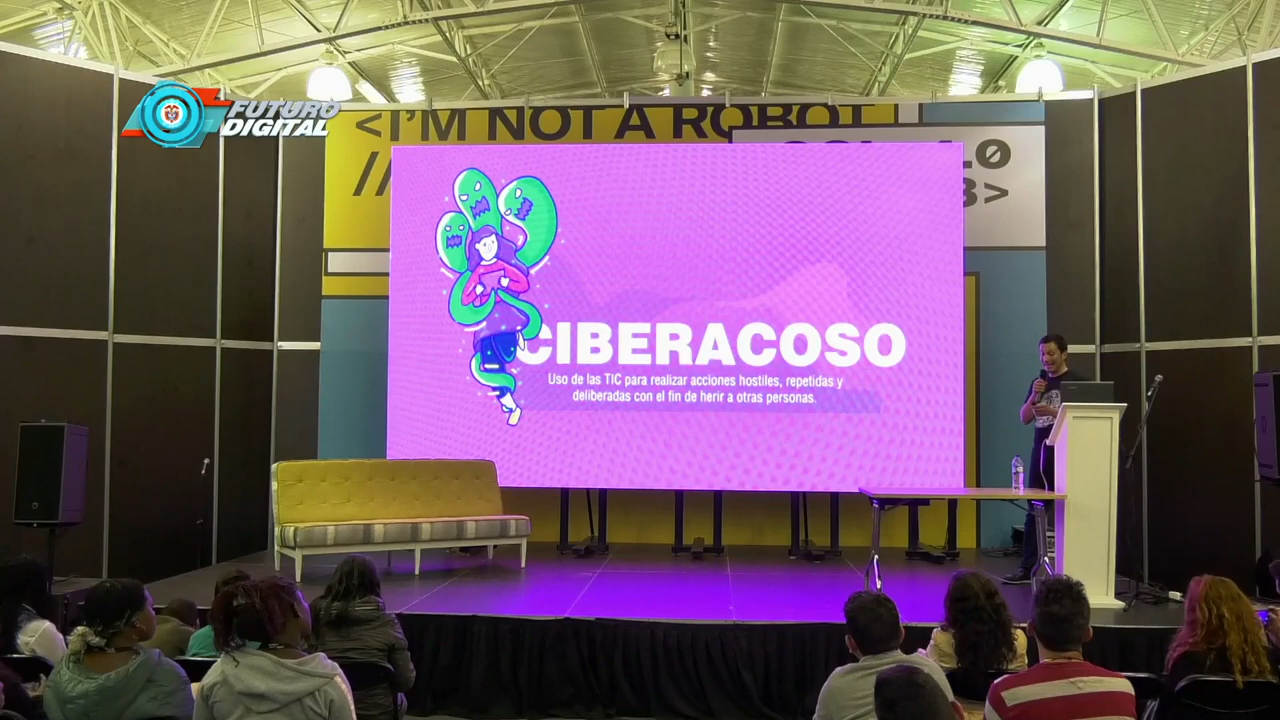 FUTURO
DIGITAL
<I'M NOT A ROBOT
//
CIBERACOSO
Uso de las TIC para realizar acciones hostiles, repetidas y
deliberadas con el fin de herir a otras personas.